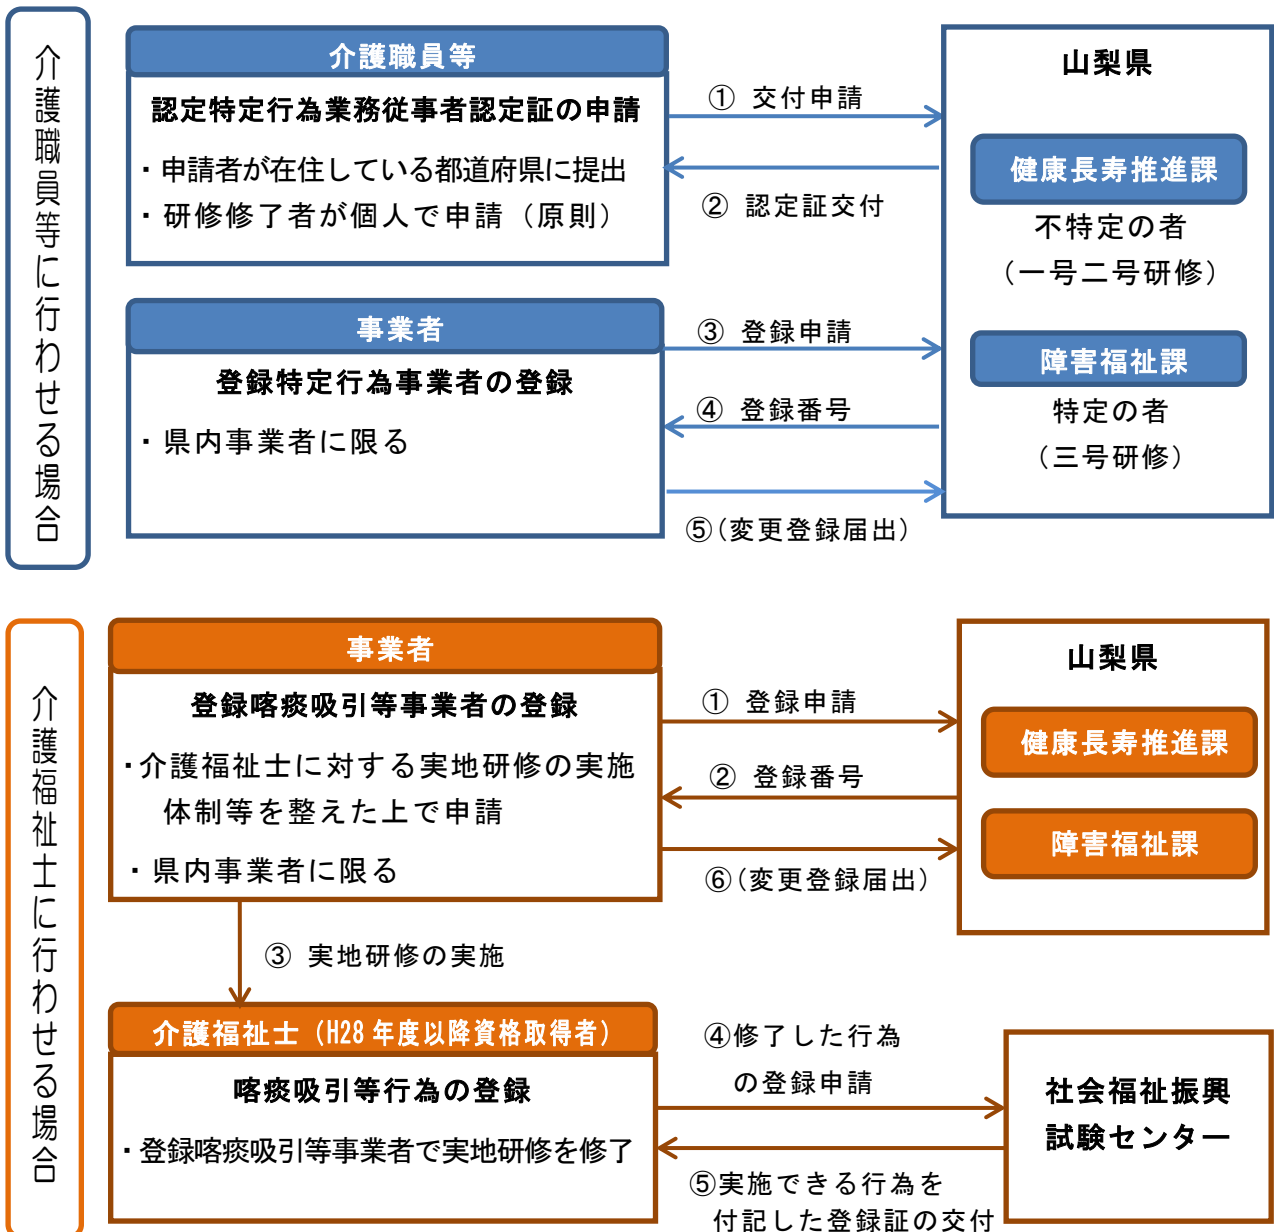 介護職員等に行わせる場合
介護職員等
認定特定行為業務従事者認定証の申請
・申請者が在住している都道府県に提出
・研修修了者が個人で申請（原則）
① 交付申請
② 認定証交付
事業者
登録特定行為事業者の登録
・県内事業者に限る
③ 登録申請
④ 登録番号
⑤(変更登録届出)
山梨県
健康長寿推進課
不特定の者
（一号二号研修）
障害福祉課
特定の者
（三号研修）
介護福祉士に行わせる場合
事業者
登録喀痰吸引等事業者の登録
・介護福祉士に対する実地研修の実施
体制等を整えた上で申請
・県内事業者に限る
① 登録申請
② 登録番号
⑥(変更登録届出)
山梨県
健康長寿推進課
障害福祉課
③ 実地研修の実施
介護福祉士（H28 年度以降資格取得者）
喀痰吸引等行為の登録
・登録喀痰吸引等事業者で実地研修を修了
④修了した行為
の登録申請
⑤実施できる行為を
付記した登録証の交付
社会福祉振興
試験センター